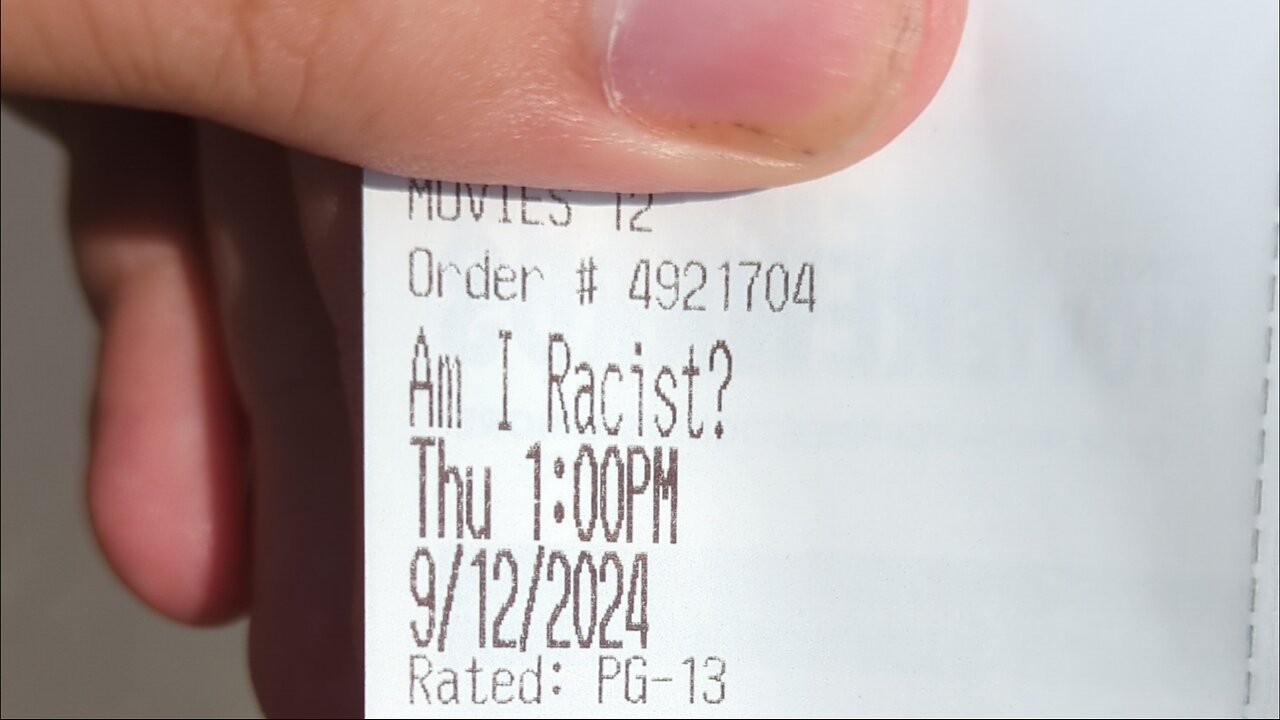 MOVIES 12
Order # 4921704
Am I Racist?
Thu 1:00PM
9/12/2024
Rated: PG-13